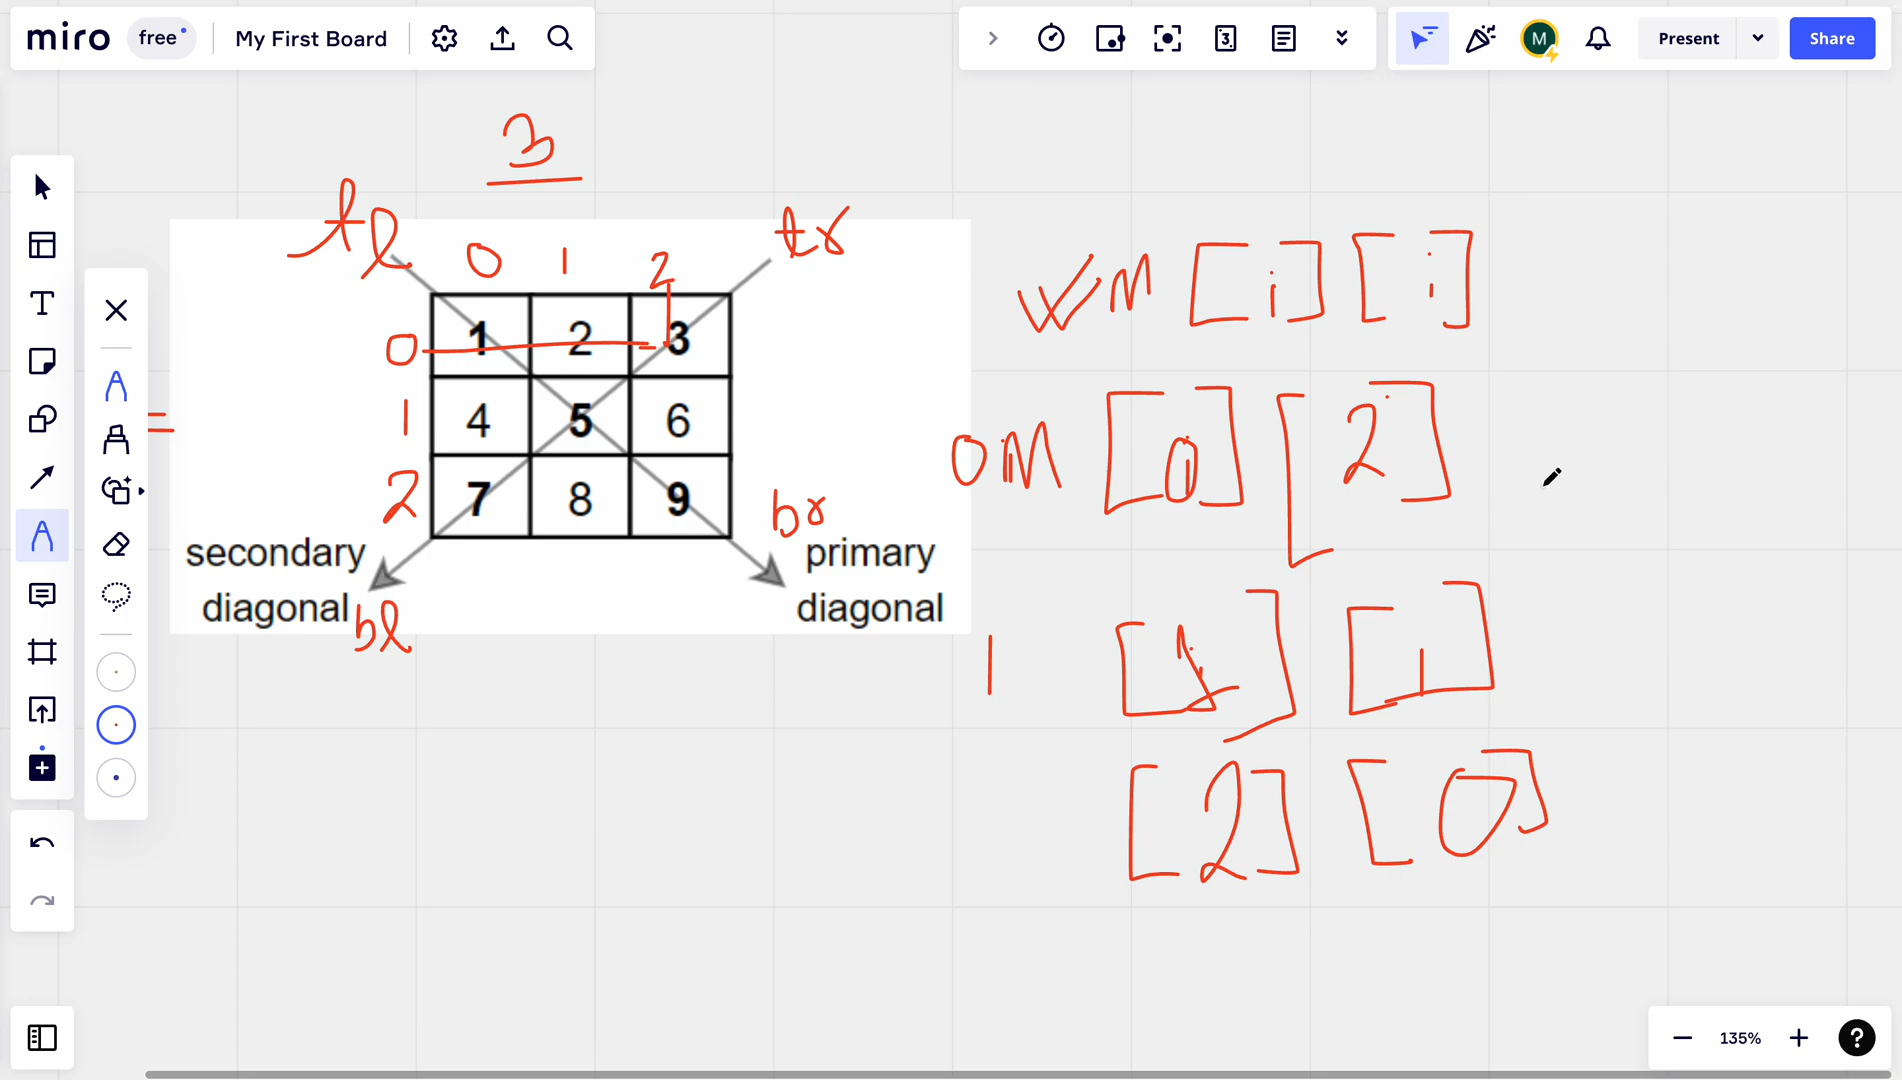 miro free My First Board
Present Share
M
3
tl tr
0 1 2
0 1 2 3
1 4 5 6
2 7 8 9
br
secondary
diagonal
bl
primary
diagonal
=
M [i] [i]
0 M [0] [2]
1 [1] [1]
[2] [0]
135%